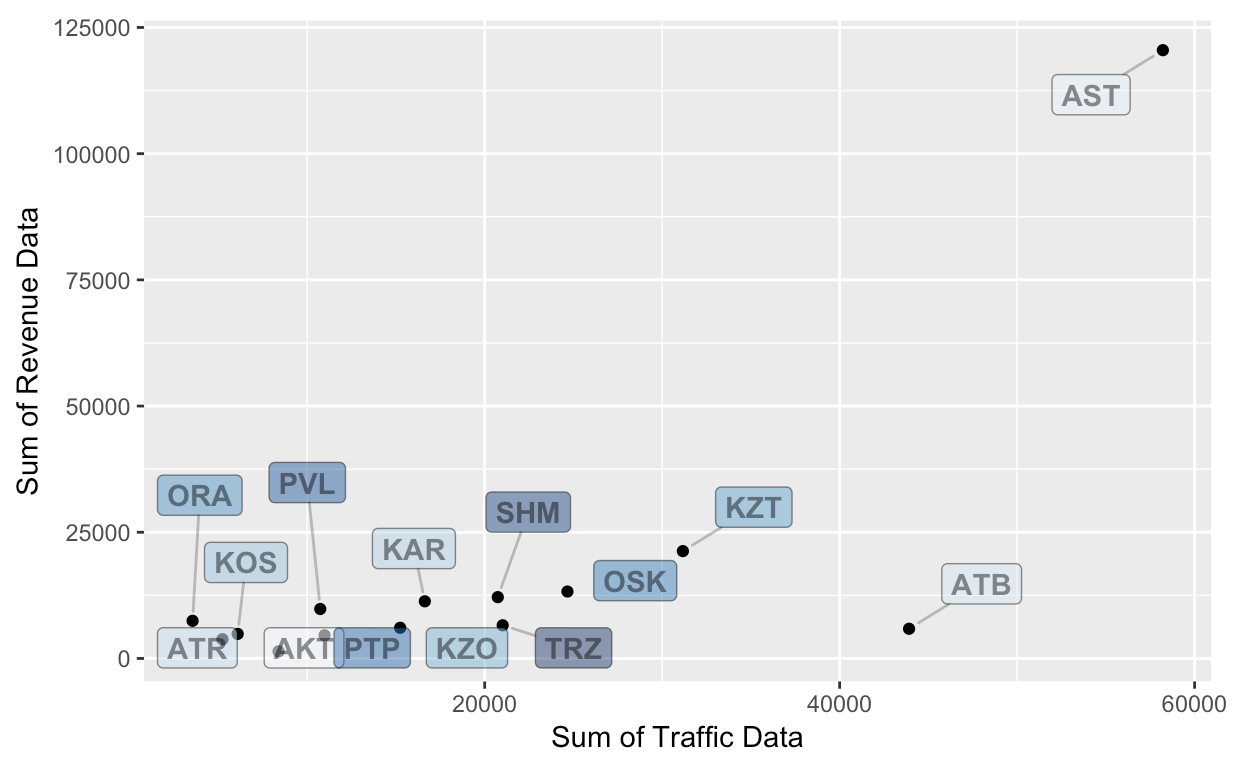 125000
100000
75000
50000
25000
0
Sum of Revenue Data
AST
PVL
ORA
SHM
KZT
KAR
KOS
OSK
ATB
ATR
AKT
PTP
KZO
TRZ
20000
40000
60000
Sum of Traffic Data